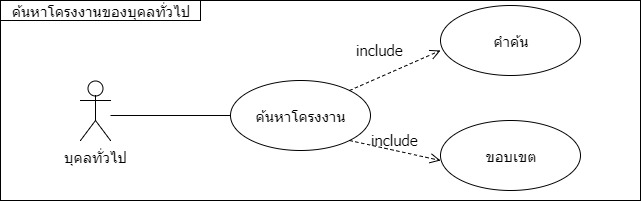 ค้นหาโครงงานของบุคลทั่วไป
คำค้น
include
ค้นหาโครงงาน
include
บุคลทั่วไป
ขอบเขต